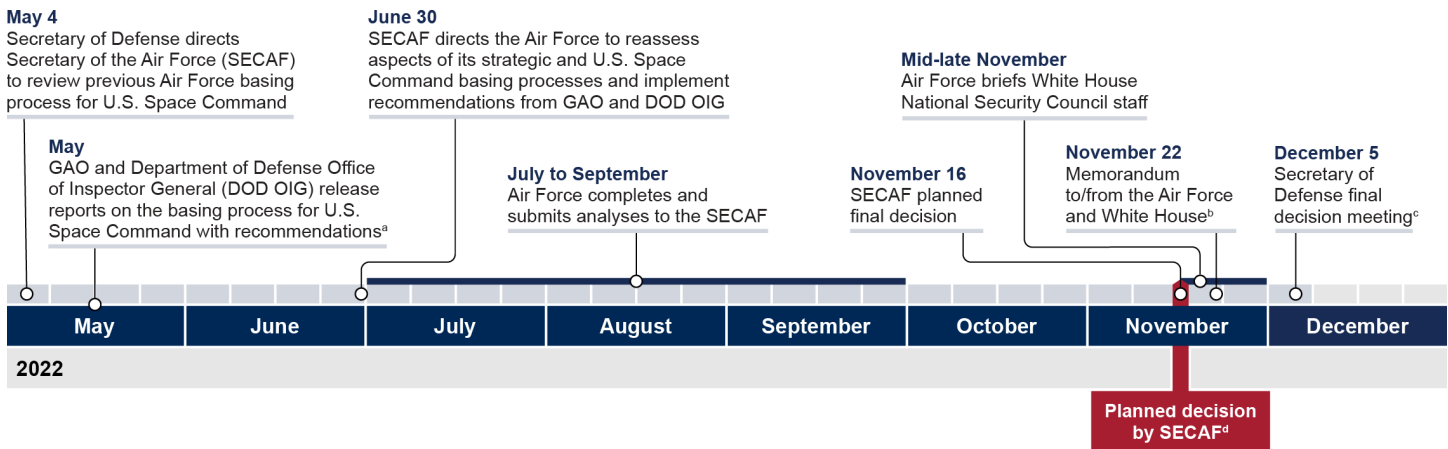 May 4
Secretary of Defense directs
Secretary of the Air Force (SECAF)
to review previous Air Force basing
process for U.S. Space Command
May
GAO and Department of Defense Office
of Inspector General (DOD OIG) release
reports on the basing process for U.S.
Space Command with recommendationsᵃ
June 30
SECAF directs the Air Force to reassess
aspects of its strategic and U.S. Space
Command basing processes and implement
recommendations from GAO and DOD OIG
July to September
Air Force completes and
submits analyses to the SECAF
November 16
SECAF planned
final decision
Mid-late November
Air Force briefs White House
National Security Council staff
November 22
Memorandum
to/from the Air Force
and White Houseᵇ
December 5
Secretary of
Defense final
decision meetingᶜ
May June July August September October November December
2022
Planned decision
by SECAFᵈ